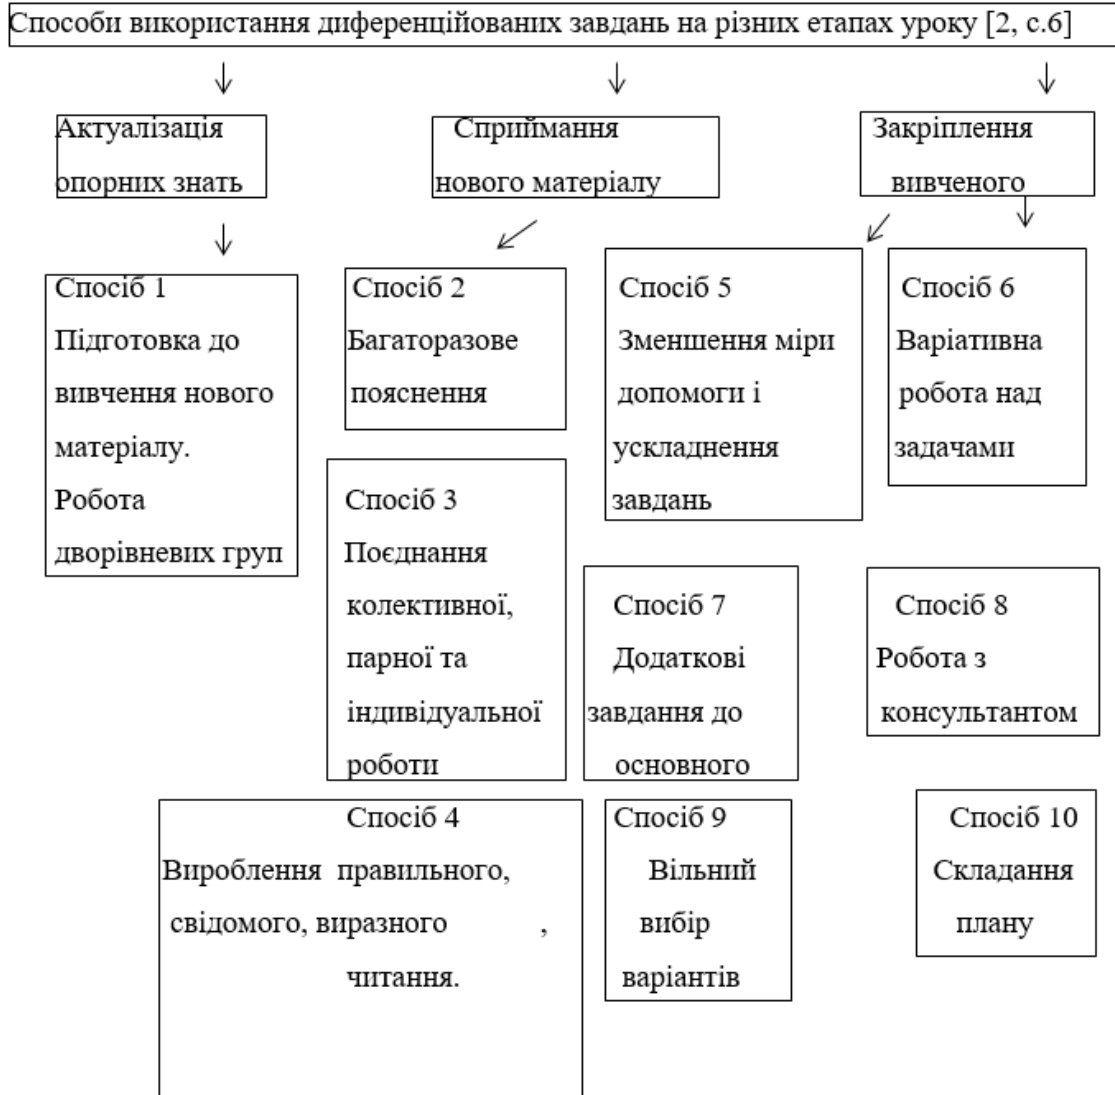 Способи використання диференційованих завдань на різних етапах уроку [2, с.6]
Актуалізація
опорних знать
Сприймання
нового матеріалу
Закріплення
вивченого
Спосіб 1
Підготовка до
вивчення нового
матеріалу.
Робота
дворівневих груп
Спосіб 2
Багаторазове
пояснення
Спосіб 3
Поєднання
колективної,
парної та
індивідуальної
роботи
Спосіб 4
Вироблення правильного,
свідомого, виразного ,
читання.
Спосіб 5
Зменшення міри
допомоги і
ускладнення
завдань
Спосіб 6
Варіативна
робота над
задачами
Спосіб 7
Додаткові
завдання до
основного
Спосіб 8
Робота з
консультантом
Спосіб 9
Вільний
вибір
варіантів
Спосіб 10
Складання
плану